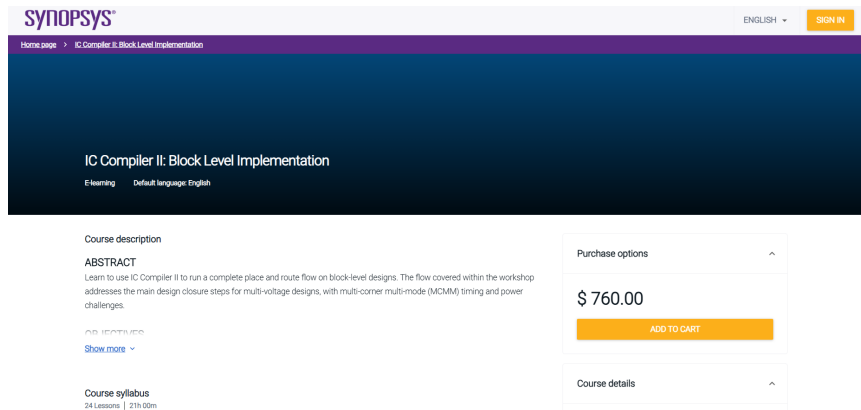 SYNOPSYS®
ENGLISH
SIGN IN
Home page > IC Compiler II: Block Level Implementation
IC Compiler II: Block Level Implementation
E-learning Default language: English
Course description
ABSTRACT
Learn to use IC Compiler II to run a complete place and route flow on block-level designs. The flow covered within the workshop
addresses the main design closure steps for multi-voltage designs, with multi-corner multi-mode (MCMM) timing and power
challenges.
OBJECTIVES
Show more
Course syllabus
24 Lessons | 21h 00m
Purchase options
$ 760.00
ADD TO CART
Course details